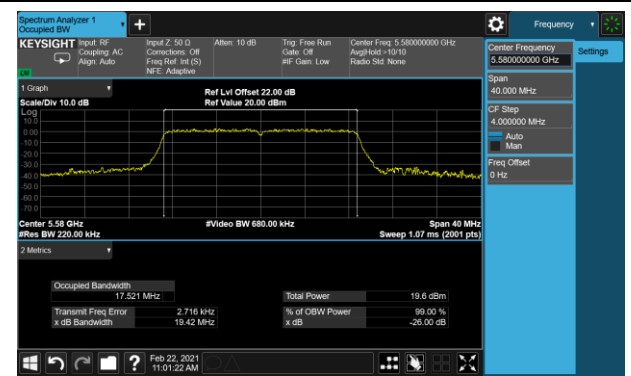 Spectrum Analyzer 1
Occupied BW
+
Frequency
KEYSIGHT Input: RF
Coupling: AC
Align: Auto
Input Z: 50 Ω
Corrections: Off
Freq Ref: Int (S)
NFE: Adaptive
Atten: 10 dB
Trig: Free Run
Gate: Off
#IF Gain: Low
Center Freq: 5.580000000 GHz
Avg|Hold:>10/10
Radio Std: None
Center Frequency
5.580000000 GHz
Settings
Span
40.000 MHz
CF Step
4.000000 MHz
Auto
Man
Freq Offset
0 Hz
1 Graph
Scale/Div 10.0 dB
Ref Lvl Offset 22.00 dB
Ref Value 20.00 dBm
Log
10.0
0.00
-10.0
-20.0
-30.0
-40.0
-50.0
-60.0
-70.0
Center 5.58 GHz
#Res BW 220.00 kHz
#Video BW 680.00 kHz
Span 40 MHz
Sweep 1.07 ms (2001 pts)
2 Metrics
Occupied Bandwidth
17.521 MHz
Total Power 19.6 dBm
Transmit Freq Error 2.716 kHz
% of OBW Power 99.00 %
x dB Bandwidth 19.42 MHz
x dB -26.00 dB
?
Feb 22, 2021
11:01:22 AM